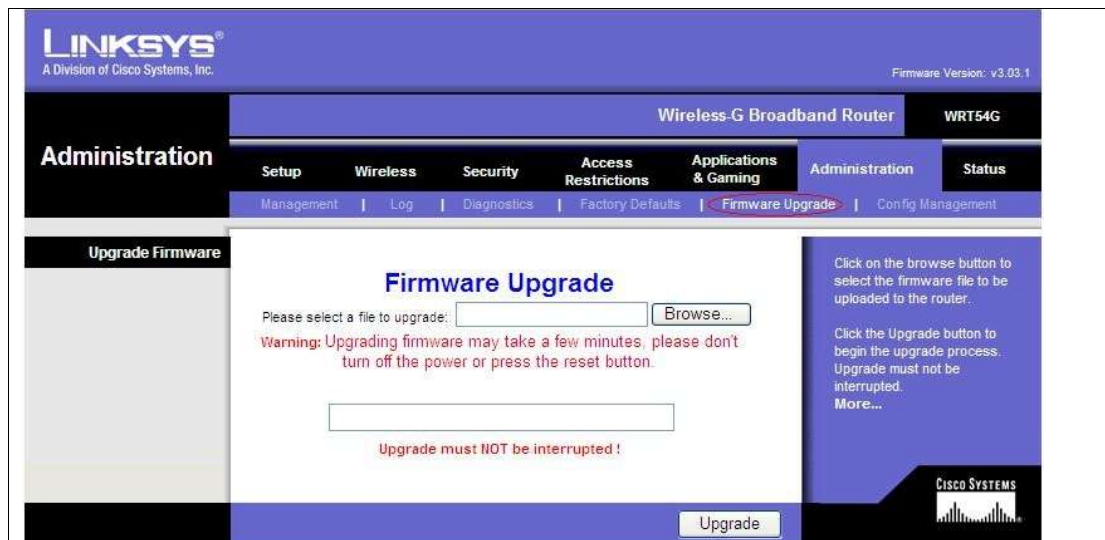 LINKSYS®
A Division of Cisco Systems, Inc.
Firmware Version: v3.03.1
Wireless-G Broadband Router
WRT54G
Administration
Setup
Wireless
Security
Access
Restrictions
Applications
& Gaming
Administration
Status
Management | Log | Diagnostics | Factory Defaults | Firmware Upgrade | Config Management
Upgrade Firmware
Firmware Upgrade
Please select a file to upgrade:
Browse...
Warning: Upgrading firmware may take a few minutes, please don't
turn off the power or press the reset button.
Upgrade must NOT be interrupted !
Upgrade
Click on the browse button to
select the firmware file to be
uploaded to the router.
Click the Upgrade button to
begin the upgrade process.
Upgrade must not be
interrupted.
More...
CISCO SYSTEMS